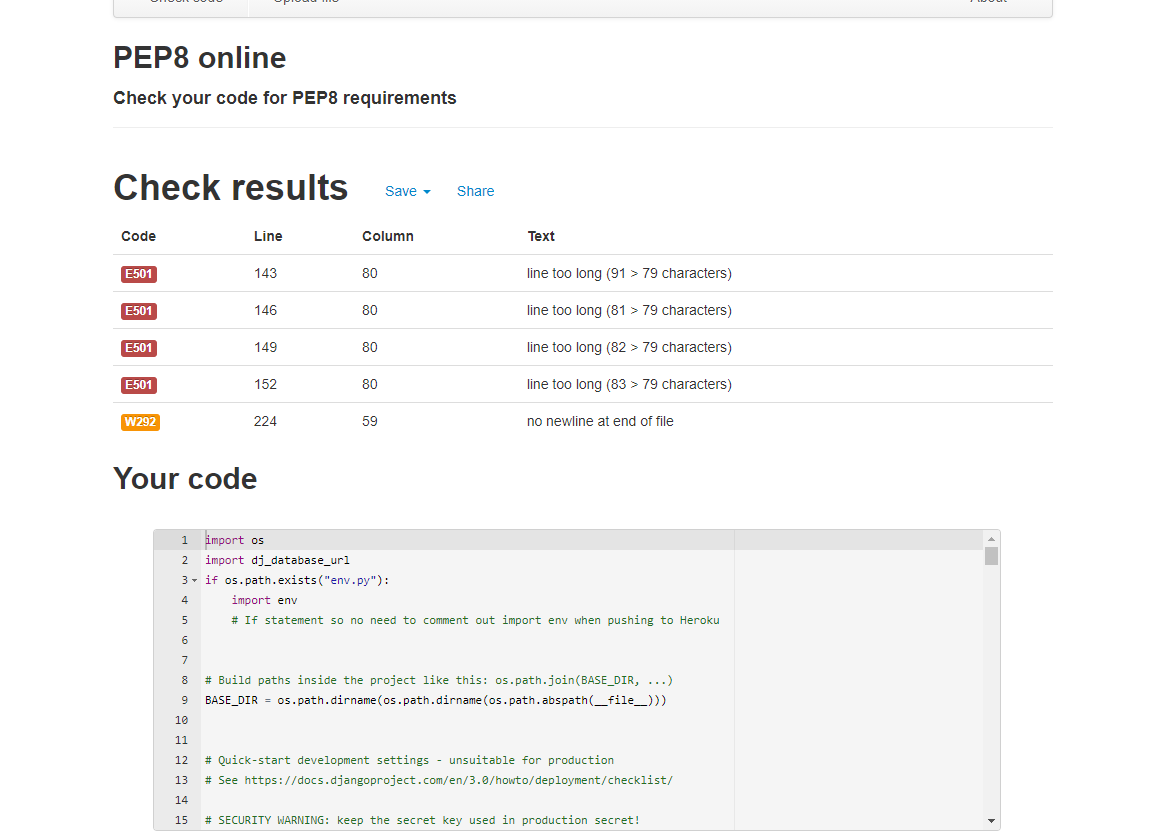 Check code Upload file About
PEP8 online
Check your code for PEP8 requirements
Check results Save Share
Code Line Column Text
E501 143 80 line too long (91 > 79 characters)
E501 146 80 line too long (81 > 79 characters)
E501 149 80 line too long (82 > 79 characters)
E501 152 80 line too long (83 > 79 characters)
W292 224 59 no newline at end of file
Your code
1 import os
2 import dj_database_url
3 if os.path.exists("env.py"):
4 import env
5 # If statement so no need to comment out import env when pushing to Heroku
6
7
8 # Build paths inside the project like this: os.path.join(BASE_DIR, ...)
9 BASE_DIR = os.path.dirname(os.path.dirname(os.path.abspath(__file__)))
10
11
12 # Quick-start development settings - unsuitable for production
13 # See https://docs.djangoproject.com/en/3.0/howto/deployment/checklist/
14
15 # SECURITY WARNING: keep the secret key used in production secret!